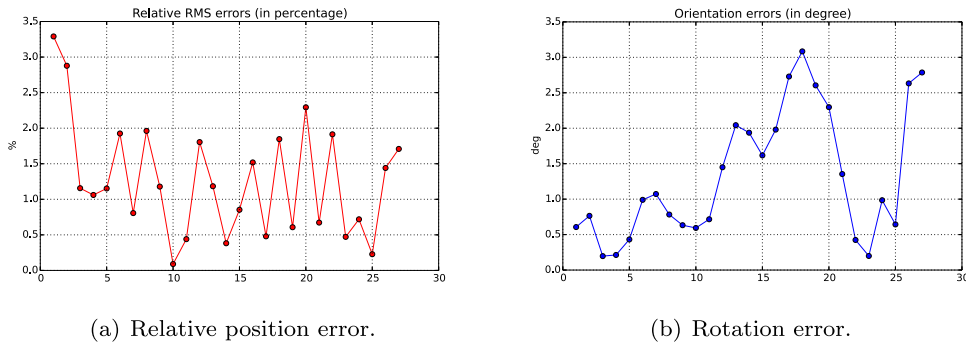 Relative RMS errors (in percentage)
3.5
3.0
2.5
2.0
1.5
1.0
0.5
0.0
%
0 5 10 15 20 25 30
(a) Relative position error.
Orientation errors (in degree)
3.5
3.0
2.5
2.0
1.5
1.0
0.5
0.0
deg
0 5 10 15 20 25 30
(b) Rotation error.